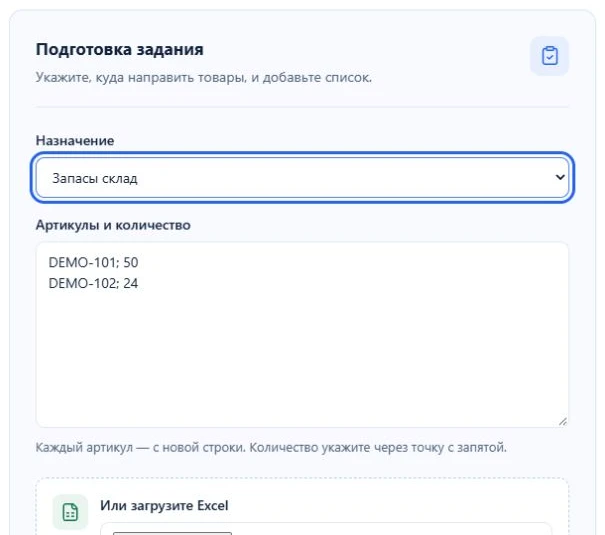 Подготовка задания
Укажите, куда направить товары, и добавьте список.
Назначение
Запасы склад
Артикулы и количество
DEMO-101; 50
DEMO-102; 24
Каждый артикул — с новой строки. Количество укажите через точку с запятой.
Или загрузите Excel